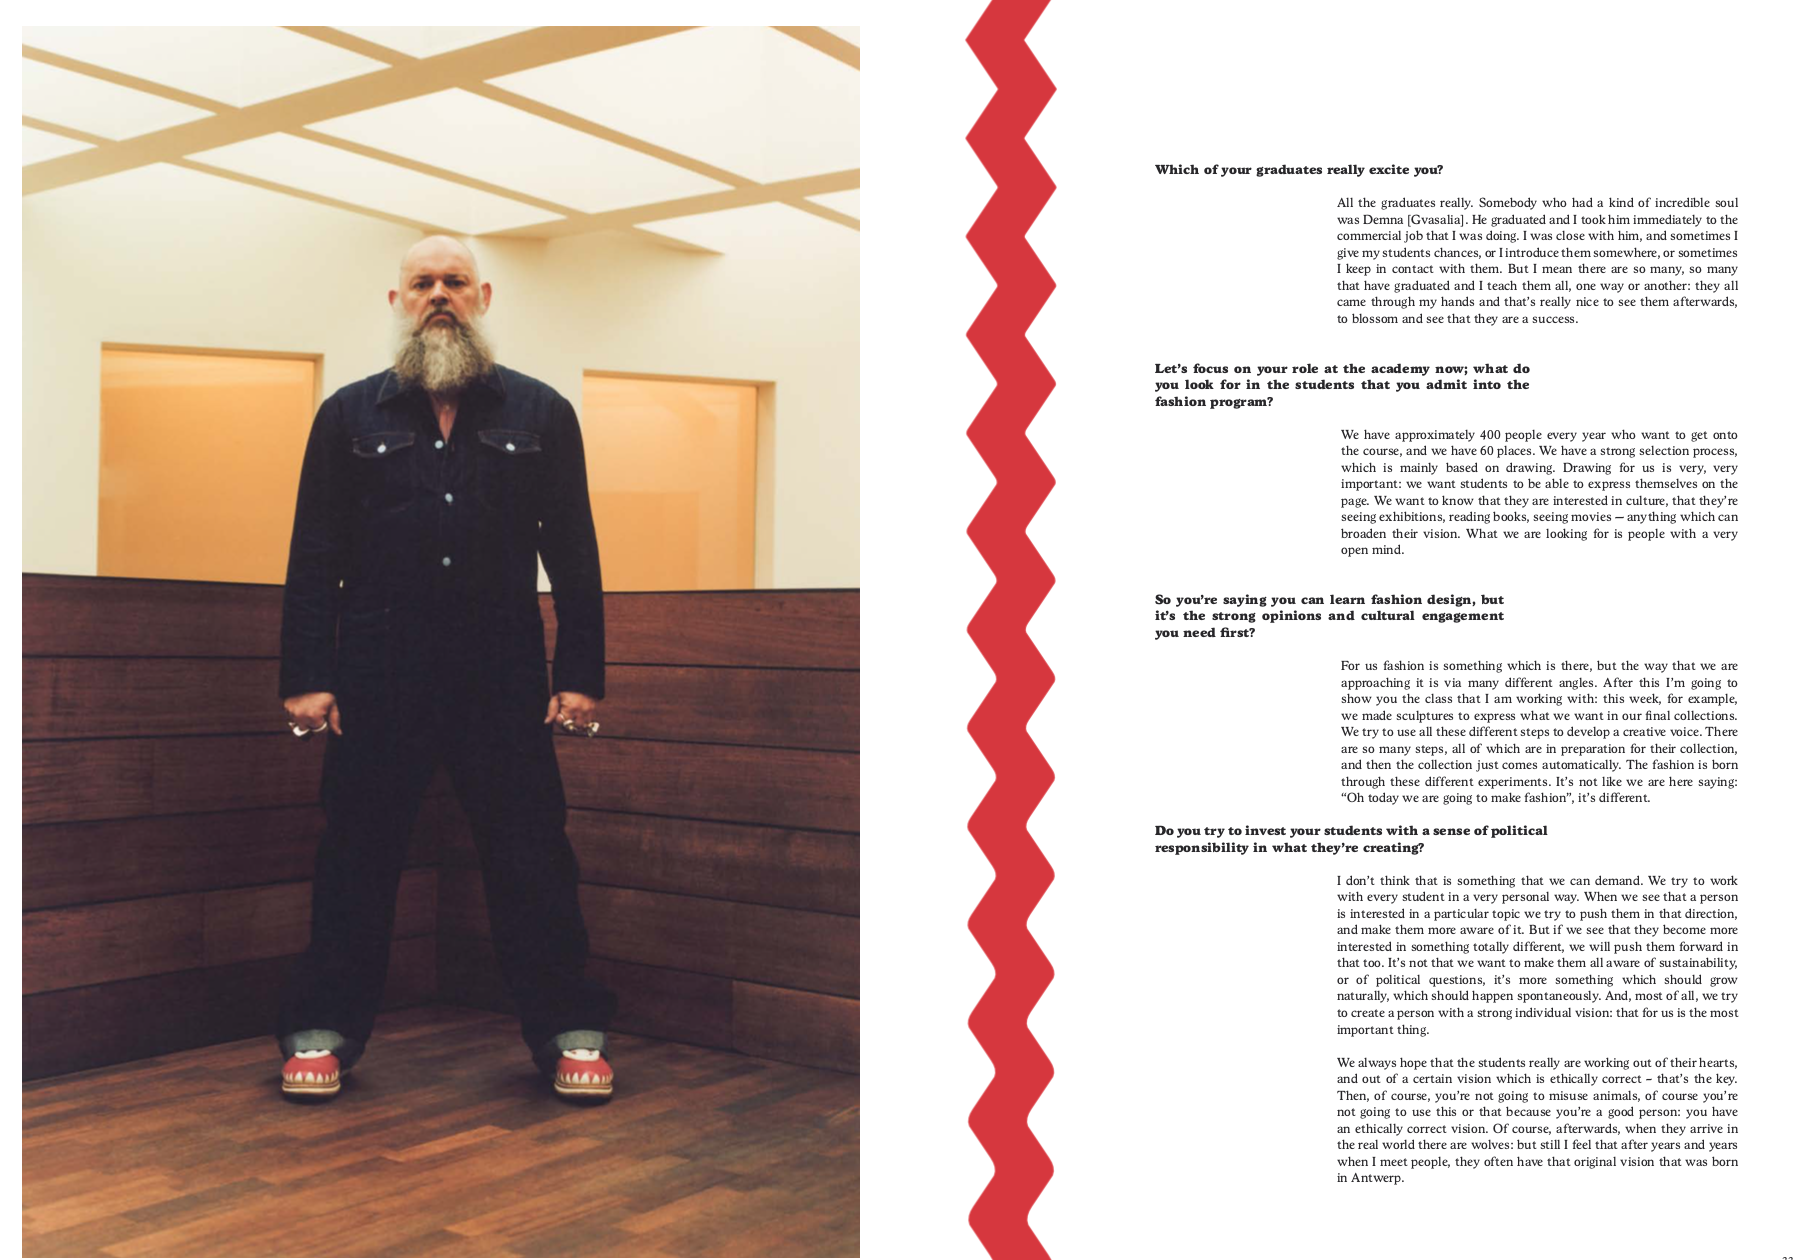 Which of your graduates really excite you?
All the graduates really. Somebody who had a kind of incredible soul
was Demna [Gvasalia]. He graduated and I took him immediately to the
commercial job that I was doing. I was close with him, and sometimes I
give my students chances, or I introduce them somewhere, or sometimes
I keep in contact with them. But I mean there are so many, so many
that have graduated and I teach them all, one way or another: they all
came through my hands and that’s really nice to see them afterwards,
to blossom and see that they are a success.
Let’s focus on your role at the academy now; what do
you look for in the students that you admit into the
fashion program?
We have approximately 400 people every year who want to get onto
the course, and we have 60 places. We have a strong selection process,
which is mainly based on drawing. Drawing for us is very, very
important: we want students to be able to express themselves on the
page. We want to know that they are interested in culture, that they’re
seeing exhibitions, reading books, seeing movies — anything which can
broaden their vision. What we are looking for is people with a very
open mind.
So you’re saying you can learn fashion design, but
it’s the strong opinions and cultural engagement
you need first?
For us fashion is something which is there, but the way that we are
approaching it is via many different angles. After this I’m going to
show you the class that I am working with: this week, for example,
we made sculptures to express what we want in our final collections.
We try to use all these different steps to develop a creative voice. There
are so many steps, all of which are in preparation for their collection,
and then the collection just comes automatically. The fashion is born
through these different experiments. It’s not like we are here saying:
“Oh today we are going to make fashion”, it’s different.
Do you try to invest your students with a sense of political
responsibility in what they’re creating?
I don’t think that is something that we can demand. We try to work
with every student in a very personal way. When we see that a person
is interested in a particular topic we try to push them in that direction,
and make them more aware of it. But if we see that they become more
interested in something totally different, we will push them forward in
that too. It’s not that we want to make them all aware of sustainability,
or of political questions, it’s more something which should grow
naturally, which should happen spontaneously. And, most of all, we try
to create a person with a strong individual vision: that for us is the most
important thing.
We always hope that the students really are working out of their hearts,
and out of a certain vision which is ethically correct – that’s the key.
Then, of course, you’re not going to misuse animals, of course you’re
not going to use this or that because you’re a good person: you have
an ethically correct vision. Of course, afterwards, when they arrive in
the real world there are wolves: but still I feel that after years and years
when I meet people, they often have that original vision that was born
in Antwerp.